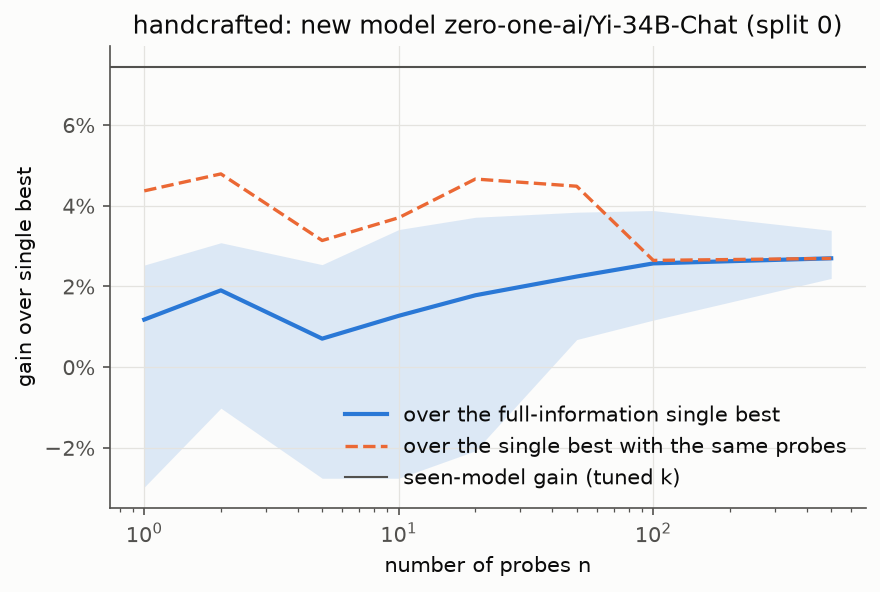 handcrafted: new model zero-one-ai/Yi-34B-Chat (split 0)
gain over single best
6%
4%
2%
0%
−2%
over the full-information single best
over the single best with the same probes
seen-model gain (tuned k)
10⁰ 10¹ 10²
number of probes n